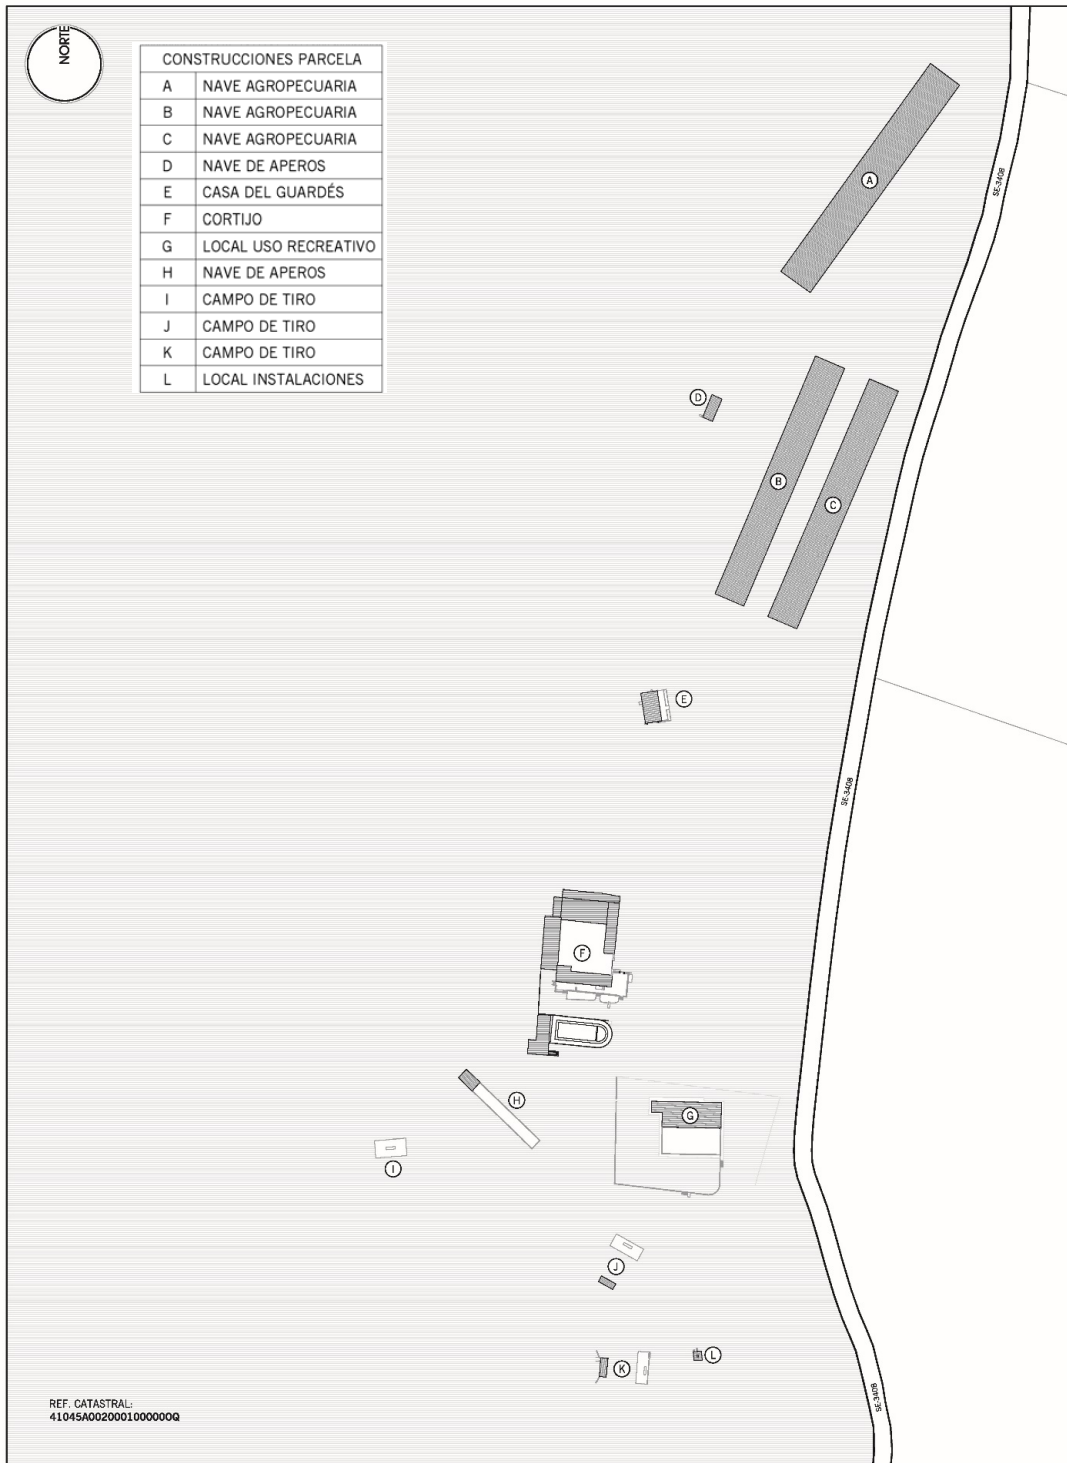 NORTE
CONSTRUCCIONES PARCELA
A NAVE AGROPECUARIA
B NAVE AGROPECUARIA
C NAVE AGROPECUARIA
D NAVE DE APEROS
E CASA DEL GUARDÉS
F CORTIJO
G LOCAL USO RECREATIVO
H NAVE DE APEROS
I CAMPO DE TIRO
J CAMPO DE TIRO
K CAMPO DE TIRO
L LOCAL INSTALACIONES
A
SE-3408
D
B
C
E
SE-3408
F
H
G
I
J
L
K
SE-3408
REF. CATASTRAL:
41045A002000100000OQ